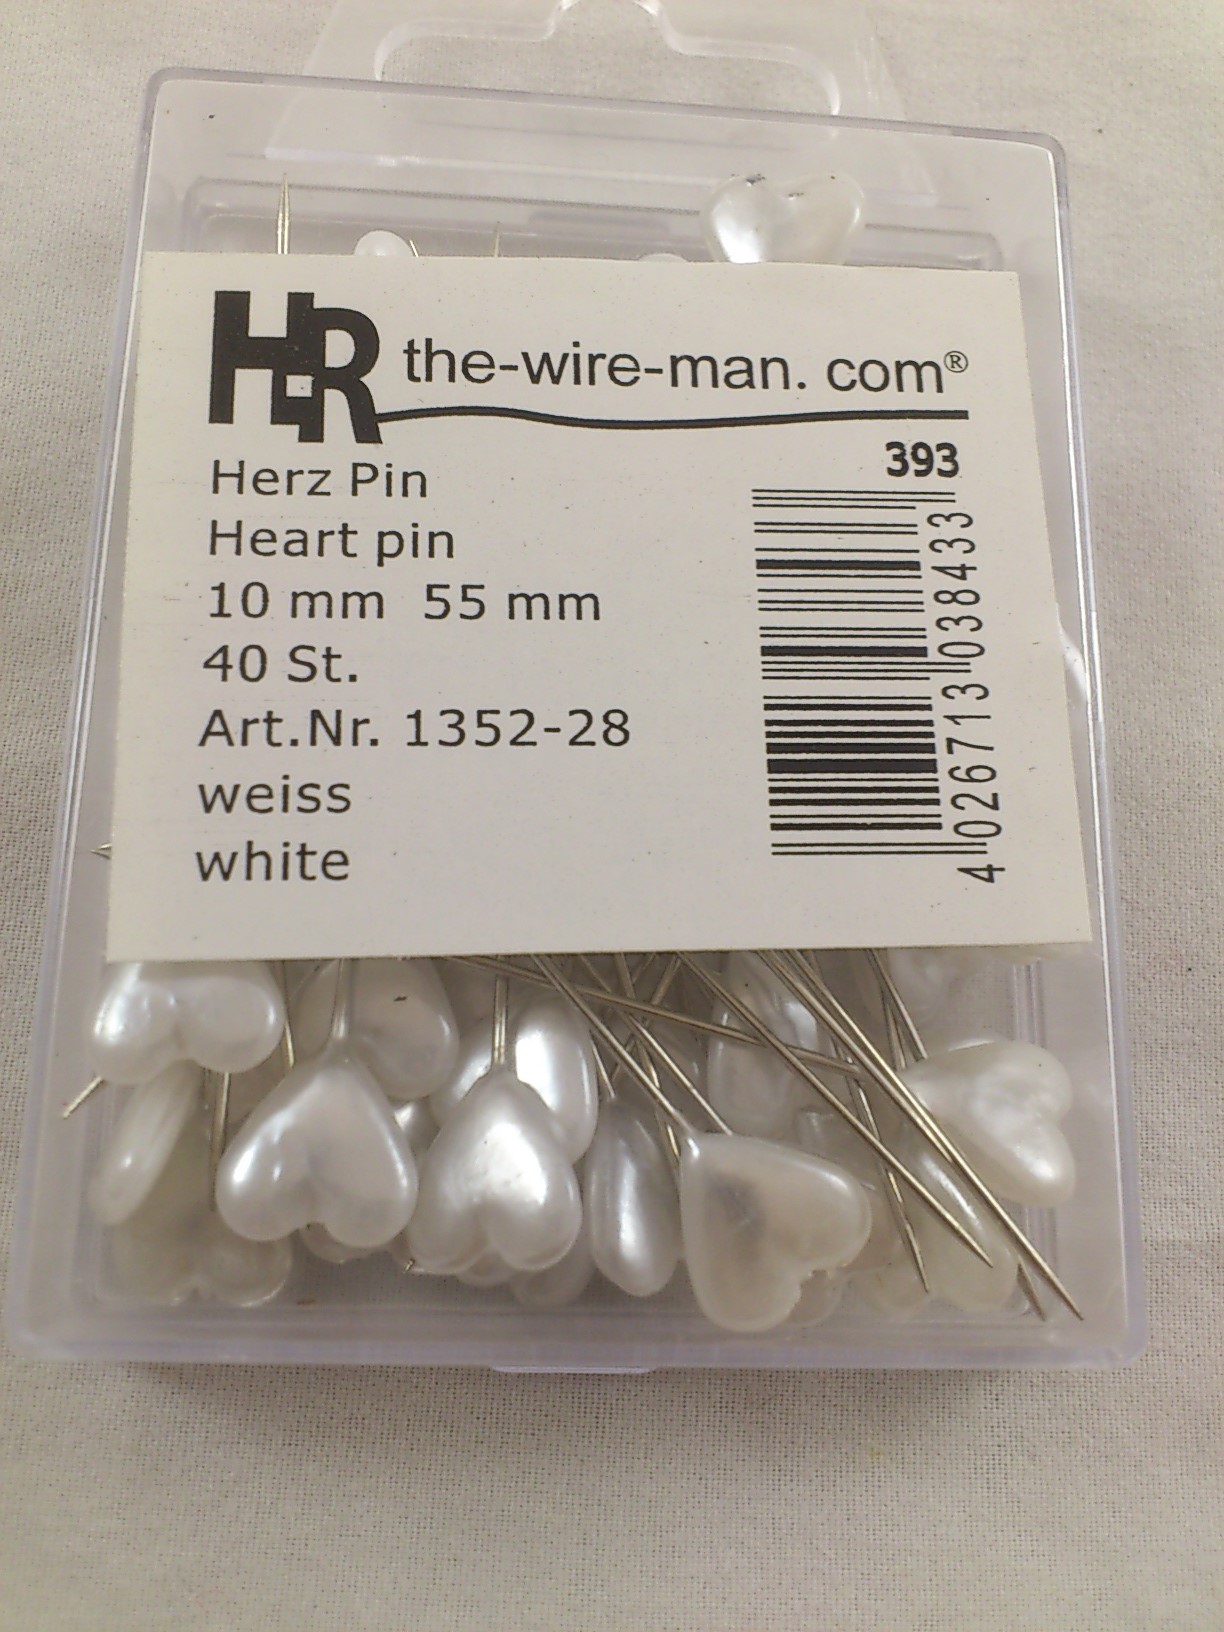 HR the-wire-man. com®
393
Herz Pin
Heart pin
10 mm 55 mm
40 St.
Art.Nr. 1352-28
weiss
white
4 026713 038433